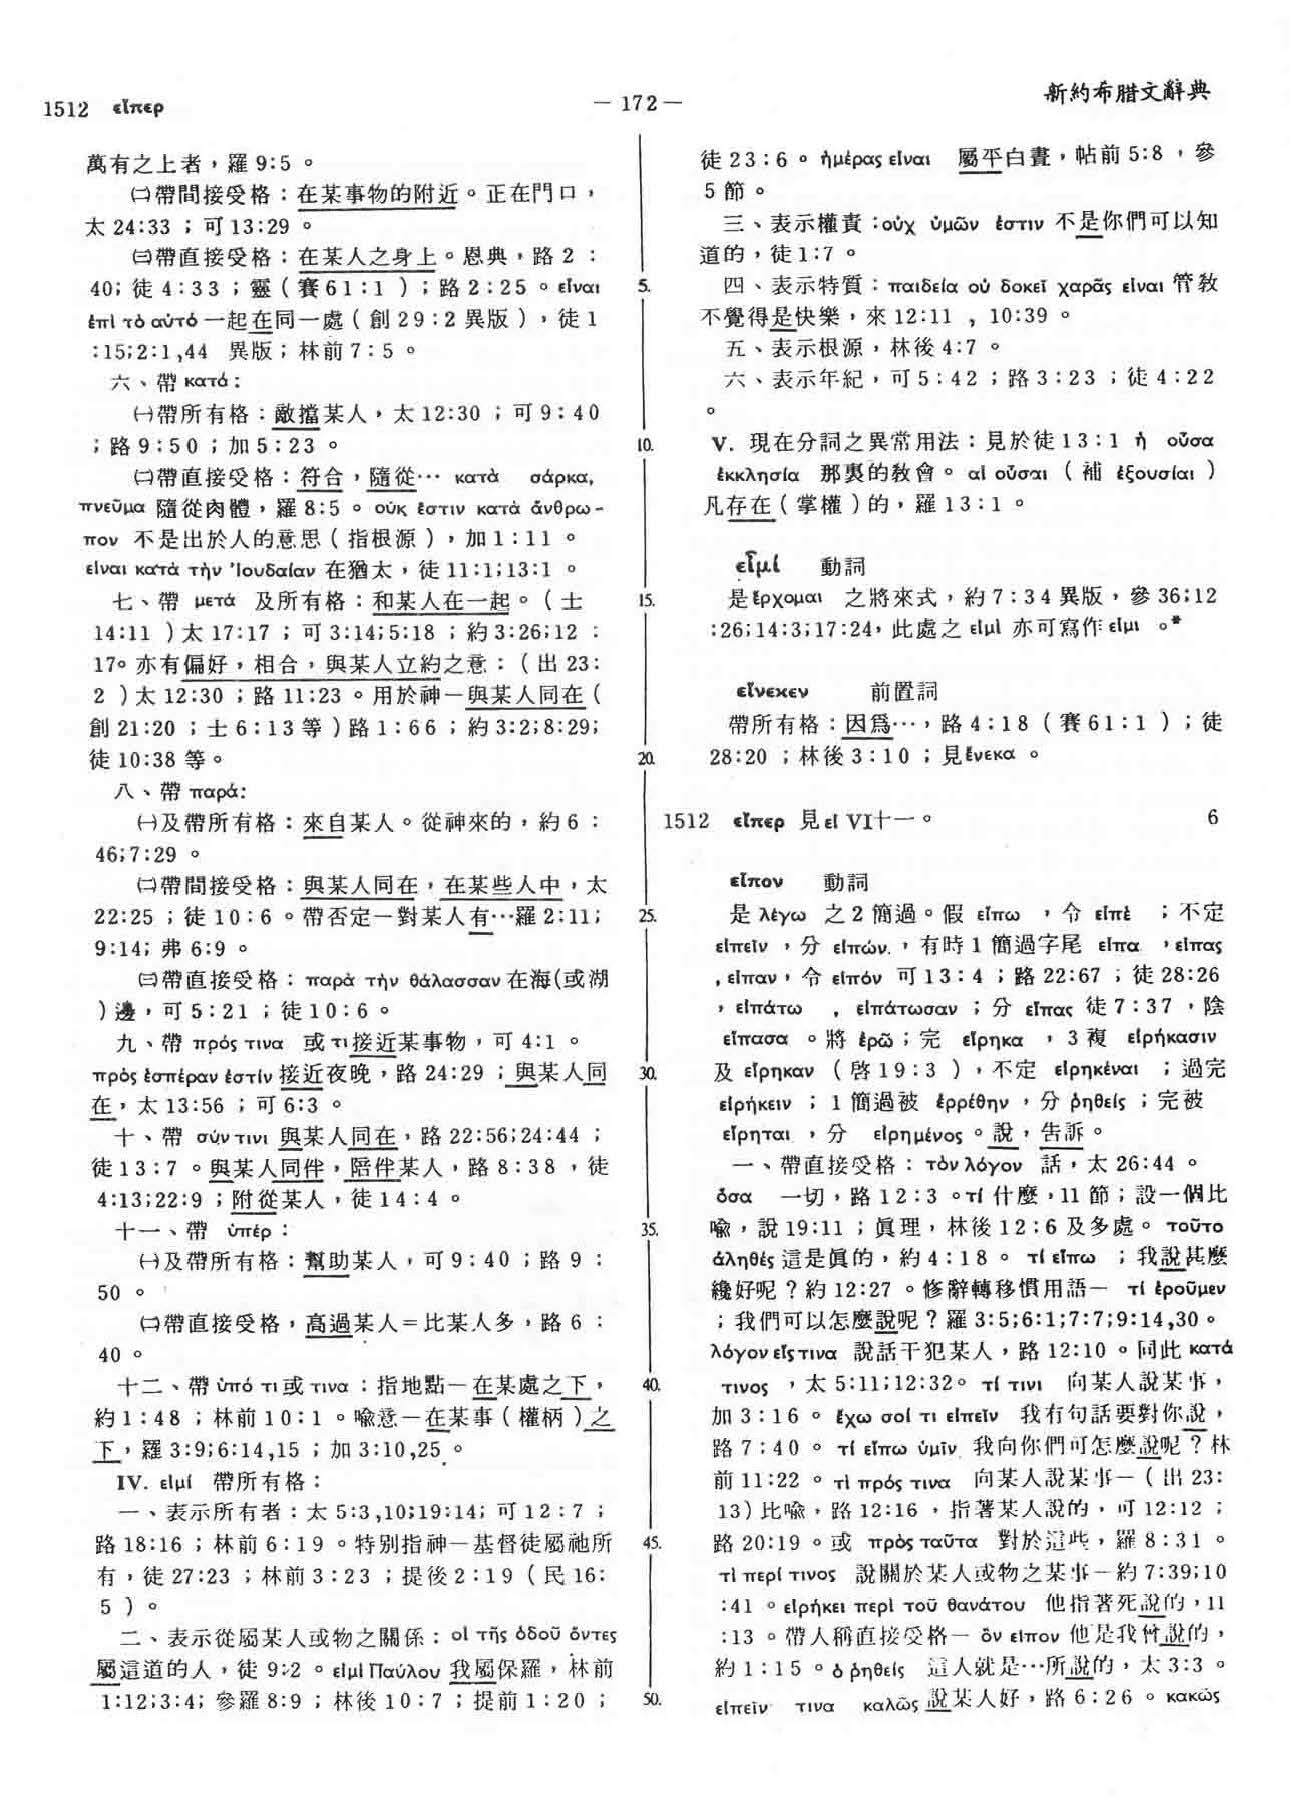 1512 εἴπερ
— 172 —
新約希腊文辭典
萬有之上者，羅 9:5 。
㈡帶間接受格：在某事物的附近。正在門口，
太 24:33 ；可 13:29 。
㈢帶直接受格：在某人之身上。恩典，路 2：
40; 徒 4:33 ；靈（賽 61:1 ）；路 2:25 。εἶναι
ἐπὶ τὸ αὐτό 一起在同一處（創 29:2 異版），徒 1
:15;2:1,44 異版；林前 7:5 。
六、帶 κατά：
㈠帶所有格：敵擋某人，太 12:30 ；可 9:40
；路 9:50 ；加 5:23 。
㈡帶直接受格：符合，隨從… κατὰ σάρκα,
πνεῦμα 隨從肉體，羅 8:5 。οὐκ ἔστιν κατὰ ἄνθρω-
πον 不是出於人的意思（指根源），加 1:11 。
εἶναι κατὰ τὴν Ἰουδαίαν 在猶太，徒 11:1;13:1 。
七、帶 μετά 及所有格：和某人在一起。（士
14:11 ）太 17:17 ；可 3:14;5:18 ；約 3:26;12：
17。亦有偏好，相合，與某人立約之意：（出 23:
2 ）太 12:30 ；路 11:23 。用於神－與某人同在（
創 21:20 ；士 6:13 等）路 1:66 ；約 3:2;8:29;
徒 10:38 等。
八、帶 παρά:
㈠及帶所有格：來自某人。從神來的，約 6：
46;7:29 。
㈡帶間接受格：與某人同在，在某些人中，太
22:25 ；徒 10:6 。帶否定－對某人有…羅 2:11;
9:14; 弗 6:9 。
㈢帶直接受格：παρὰ τὴν θάλασσαν 在海(或湖
）邊，可 5:21 ；徒 10:6 。
九、帶 πρός τινα 或 τι 接近某事物，可 4:1 。
πρὸς ἑσπέραν ἐστίν 接近夜晚，路 24:29 ；與某人同
在，太 13:56 ；可 6:3 。
十、帶 σύν τινι 與某人同在，路 22:56;24:44 ；
徒 13:7 。與某人同伴，陪伴某人，路 8:38 ，徒
4:13;22:9 ；附從某人，徒 14:4 。
十一、帶 ὑπέρ：
㈠及帶所有格：幫助某人，可 9:40 ；路 9：
50 。
㈡帶直接受格，高過某人＝比某人多，路 6：
40 。
十二、帶 ὑπό τι 或 τινα：指地點－在某處之下，
約 1:48 ；林前 10:1 。喻意－在某事（權柄）之
下，羅 3:9;6:14,15 ；加 3:10,25 。
IV. εἰμί 帶所有格：
一、表示所有者：太 5:3,10;19:14; 可 12:7 ；
路 18:16 ；林前 6:19 。特別指神－基督徒屬祂所
有，徒 27:23 ；林前 3:23 ；提後 2:19（民 16:
5 ）。
二、表示從屬某人或物之關係：οἱ τῆς ὁδοῦ ὄντες
屬這道的人，徒 9:2 。εἰμὶ Παύλου 我屬保羅，林前
1:12;3:4; 參羅 8:9 ；林後 10:7 ；提前 1:20 ；
5.
10.
15.
20.
25.
30.
35.
40.
45.
50.
徒 23:6 。ἡμέρας εἶναι 屬乎白晝，帖前 5:8 ，參
5 節。
三、表示權責：οὐχ ὑμῶν ἐστιν 不是你們可以知
道的，徒 1:7 。
四、表示特質：παιδεία οὐ δοκεῖ χαρᾶς εἶναι 管教
不覺得是快樂，來 12:11 , 10:39 。
五、表示根源，林後 4:7 。
六、表示年紀，可 5:42 ；路 3:23 ；徒 4:22
。
V. 現在分詞之異常用法：見於徒 13:1 ἡ οὖσα
ἐκκλησία 那裏的教會。αἱ οὖσαι（補 ἐξουσίαι）
凡存在（掌權）的，羅 13:1 。
εἶμί 動詞
是 ἔρχομαι 之將來式，約 7:34 異版，參 36;12
:26;14:3;17:24，此處之 εἰμὶ 亦可寫作 εἶμι 。*
εἵνεκεν 前置詞
帶所有格：因爲…，路 4:18（賽 61:1 ）；徒
28:20 ；林後 3:10 ；見 ἕνεκα 。
1512 εἴπερ 見 εἰ VI十一。 6
εἶπον 動詞
是 λέγω 之 2 簡過。假 εἴπω ，令 εἰπὲ ；不定
εἰπεῖν ，分 εἰπών. ，有時 1 簡過字尾 εἶπα ，εἶπας
，εἶπαν，令 εἰπόν 可 13:4 ；路 22:67 ；徒 28:26
，εἰπάτω ，εἰπάτωσαν ；分 εἴπας 徒 7:37 ，陰
εἴπασα 。將 ἐρῶ；完 εἴρηκα ，3 複 εἰρήκασιν
及 εἴρηκαν（啓 19:3 ），不定 εἰρηκέναι ；過完
εἰρήκειν ；1 簡過被 ἐρρέθην，分 ῥηθείς；完被
εἴρηται ，分 εἰρημένος。說，告訴。
一、帶直接受格：τὸν λόγον 話，太 26:44 。
ὅσα 一切，路 12:3 。τί 什麼，11 節；設一個比
喩，說 19:11 ；眞理，林後 12:6 及多處。τοῦτο
ἀληθές 這是眞的，約 4:18 。τί εἴπω ；我說甚麼
纔好呢？約 12:27 。修辭轉移慣用語－ τί ἐροῦμεν
；我們可以怎麼說呢？羅 3:5;6:1;7:7;9:14,30。
λόγον εἴς τινα 說話干犯某人，路 12:10 。同此 κατά
τινος ，太 5:11;12:32。τί τινι 向某人說某事，
加 3:16 。ἔχω σοί τι εἰπεῖν 我有句話要對你說，
路 7:40 。τί εἴπω ὑμῖν 我向你們可怎麼說呢？林
前 11:22 。τὶ πρός τινα 向某人說某事－（出 23:
13) 比喩，路 12:16 ，指著某人說的，可 12:12 ；
路 20:19 。或 πρὸς ταῦτα 對於這些，羅 8:31 。
τὶ περί τινος 說關於某人或物之某事－約 7:39;10
:41 。εἰρήκει περὶ τοῦ θανάτου 他指著死說的，11
:13 。帶人稱直接受格－ ὃν εἶπον 他是我曾說的，
約 1:15 。ὁ ῥηθείς 這人就是…所說的，太 3:3 。
εἰπεῖν τινα καλῶς 說某人好，路 6:26 。κακῶς